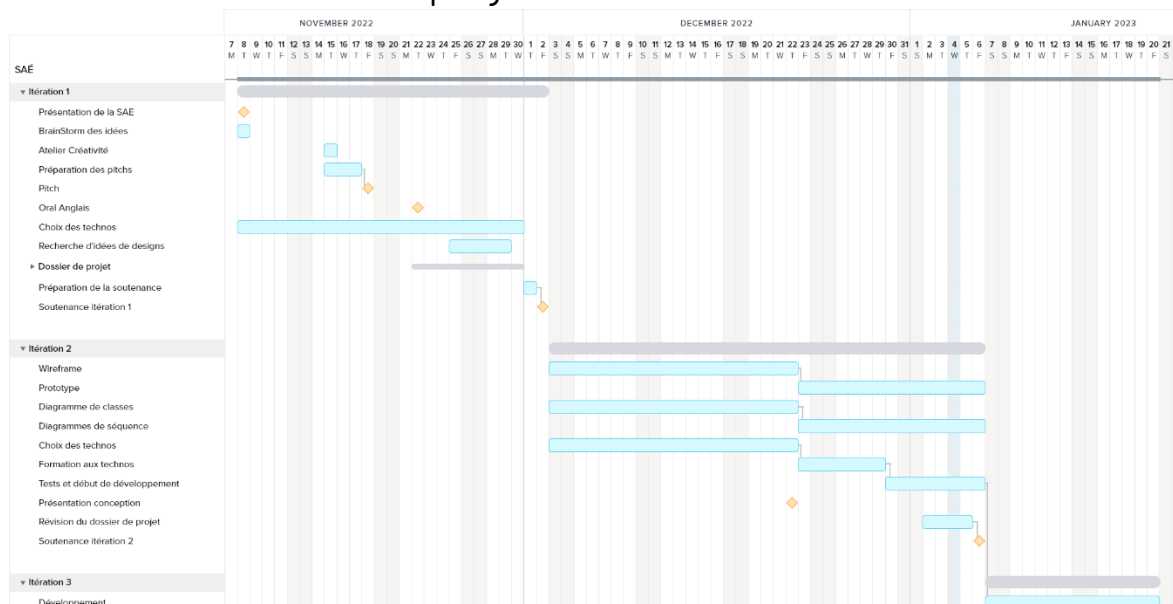 NOVEMBER 2022 DECEMBER 2022 JANUARY 2023
7 8 9 10 11 12 13 14 15 16 17 18 19 20 21 22 23 24 25 26 27 28 29 30 1 2 3 4 5 6 7 8 9 10 11 12 13 14 15 16 17 18 19 20 21 22 23 24 25 26 27 28 29 30 31 1 2 3 4 5 6 7 8 9 10 11 12 13 14 15 16 17 18 19 20 21
M T W T F S S M T W T F S S M T W T F S S M T W T F S S M T W T F S S M T W T F S S M T W T F S S M T W T F S S M T W T F S S M T W T F S S M T W T F S
SAÉ
Itération 1
Présentation de la SAE
BrainStorm des idées
Atelier Créativité
Préparation des pitchs
Pitch
Oral Anglais
Choix des technos
Recherche d'idées de designs
Dossier de projet
Préparation de la soutenance
Soutenance itération 1
Itération 2
Wireframe
Prototype
Diagramme de classes
Diagrammes de séquence
Choix des technos
Formation aux technos
Tests et début de développement
Présentation conception
Révision du dossier de projet
Soutenance itération 2
Itération 3
Développement